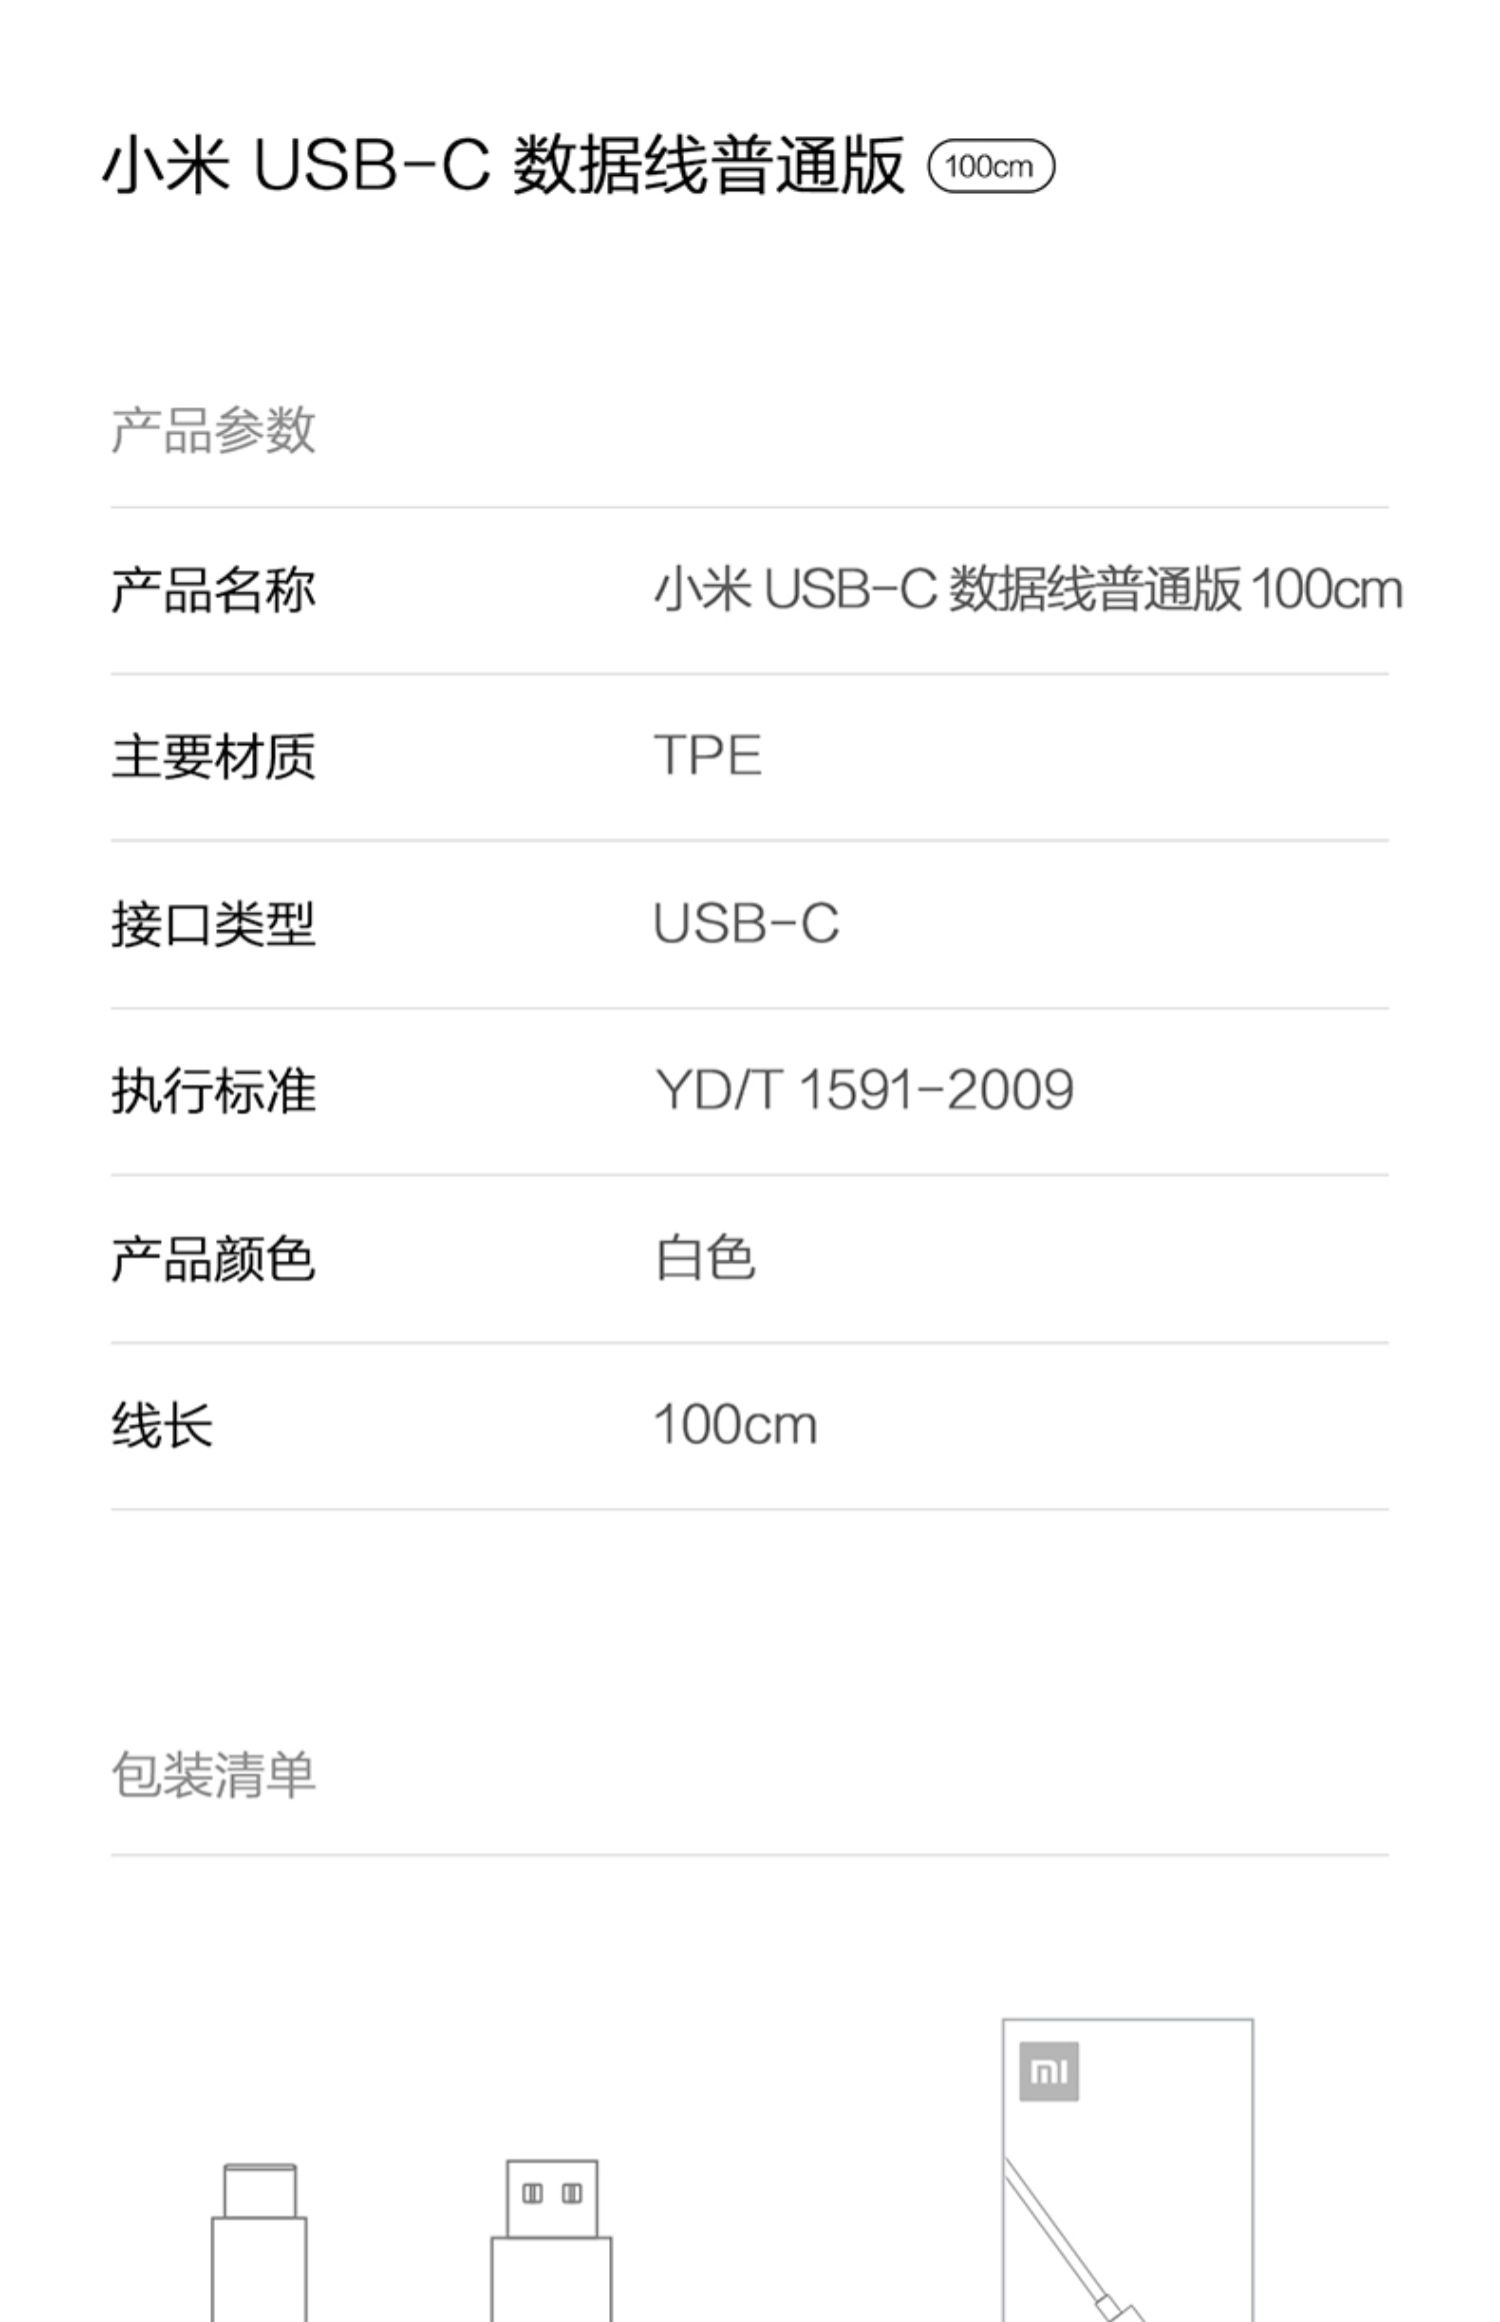 小米 USB-C 数据线普通版 100cm
产品参数
产品名称 小米 USB-C 数据线普通版 100cm
主要材质 TPE
接口类型 USB-C
执行标准 YD/T 1591-2009
产品颜色 白色
线长 100cm
包装清单
mi